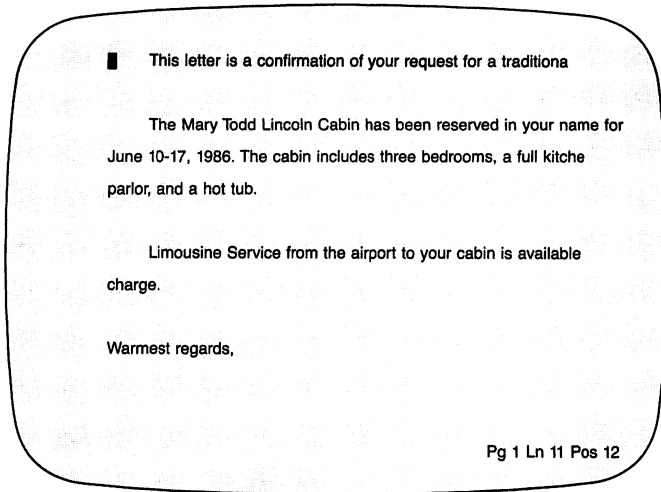 This letter is a confirmation of your request for a traditiona
The Mary Todd Lincoln Cabin has been reserved in your name for
June 10-17, 1986. The cabin includes three bedrooms, a full kitche
parlor, and a hot tub.
Limousine Service from the airport to your cabin is available
charge.
Warmest regards,
Pg 1 Ln 11 Pos 12